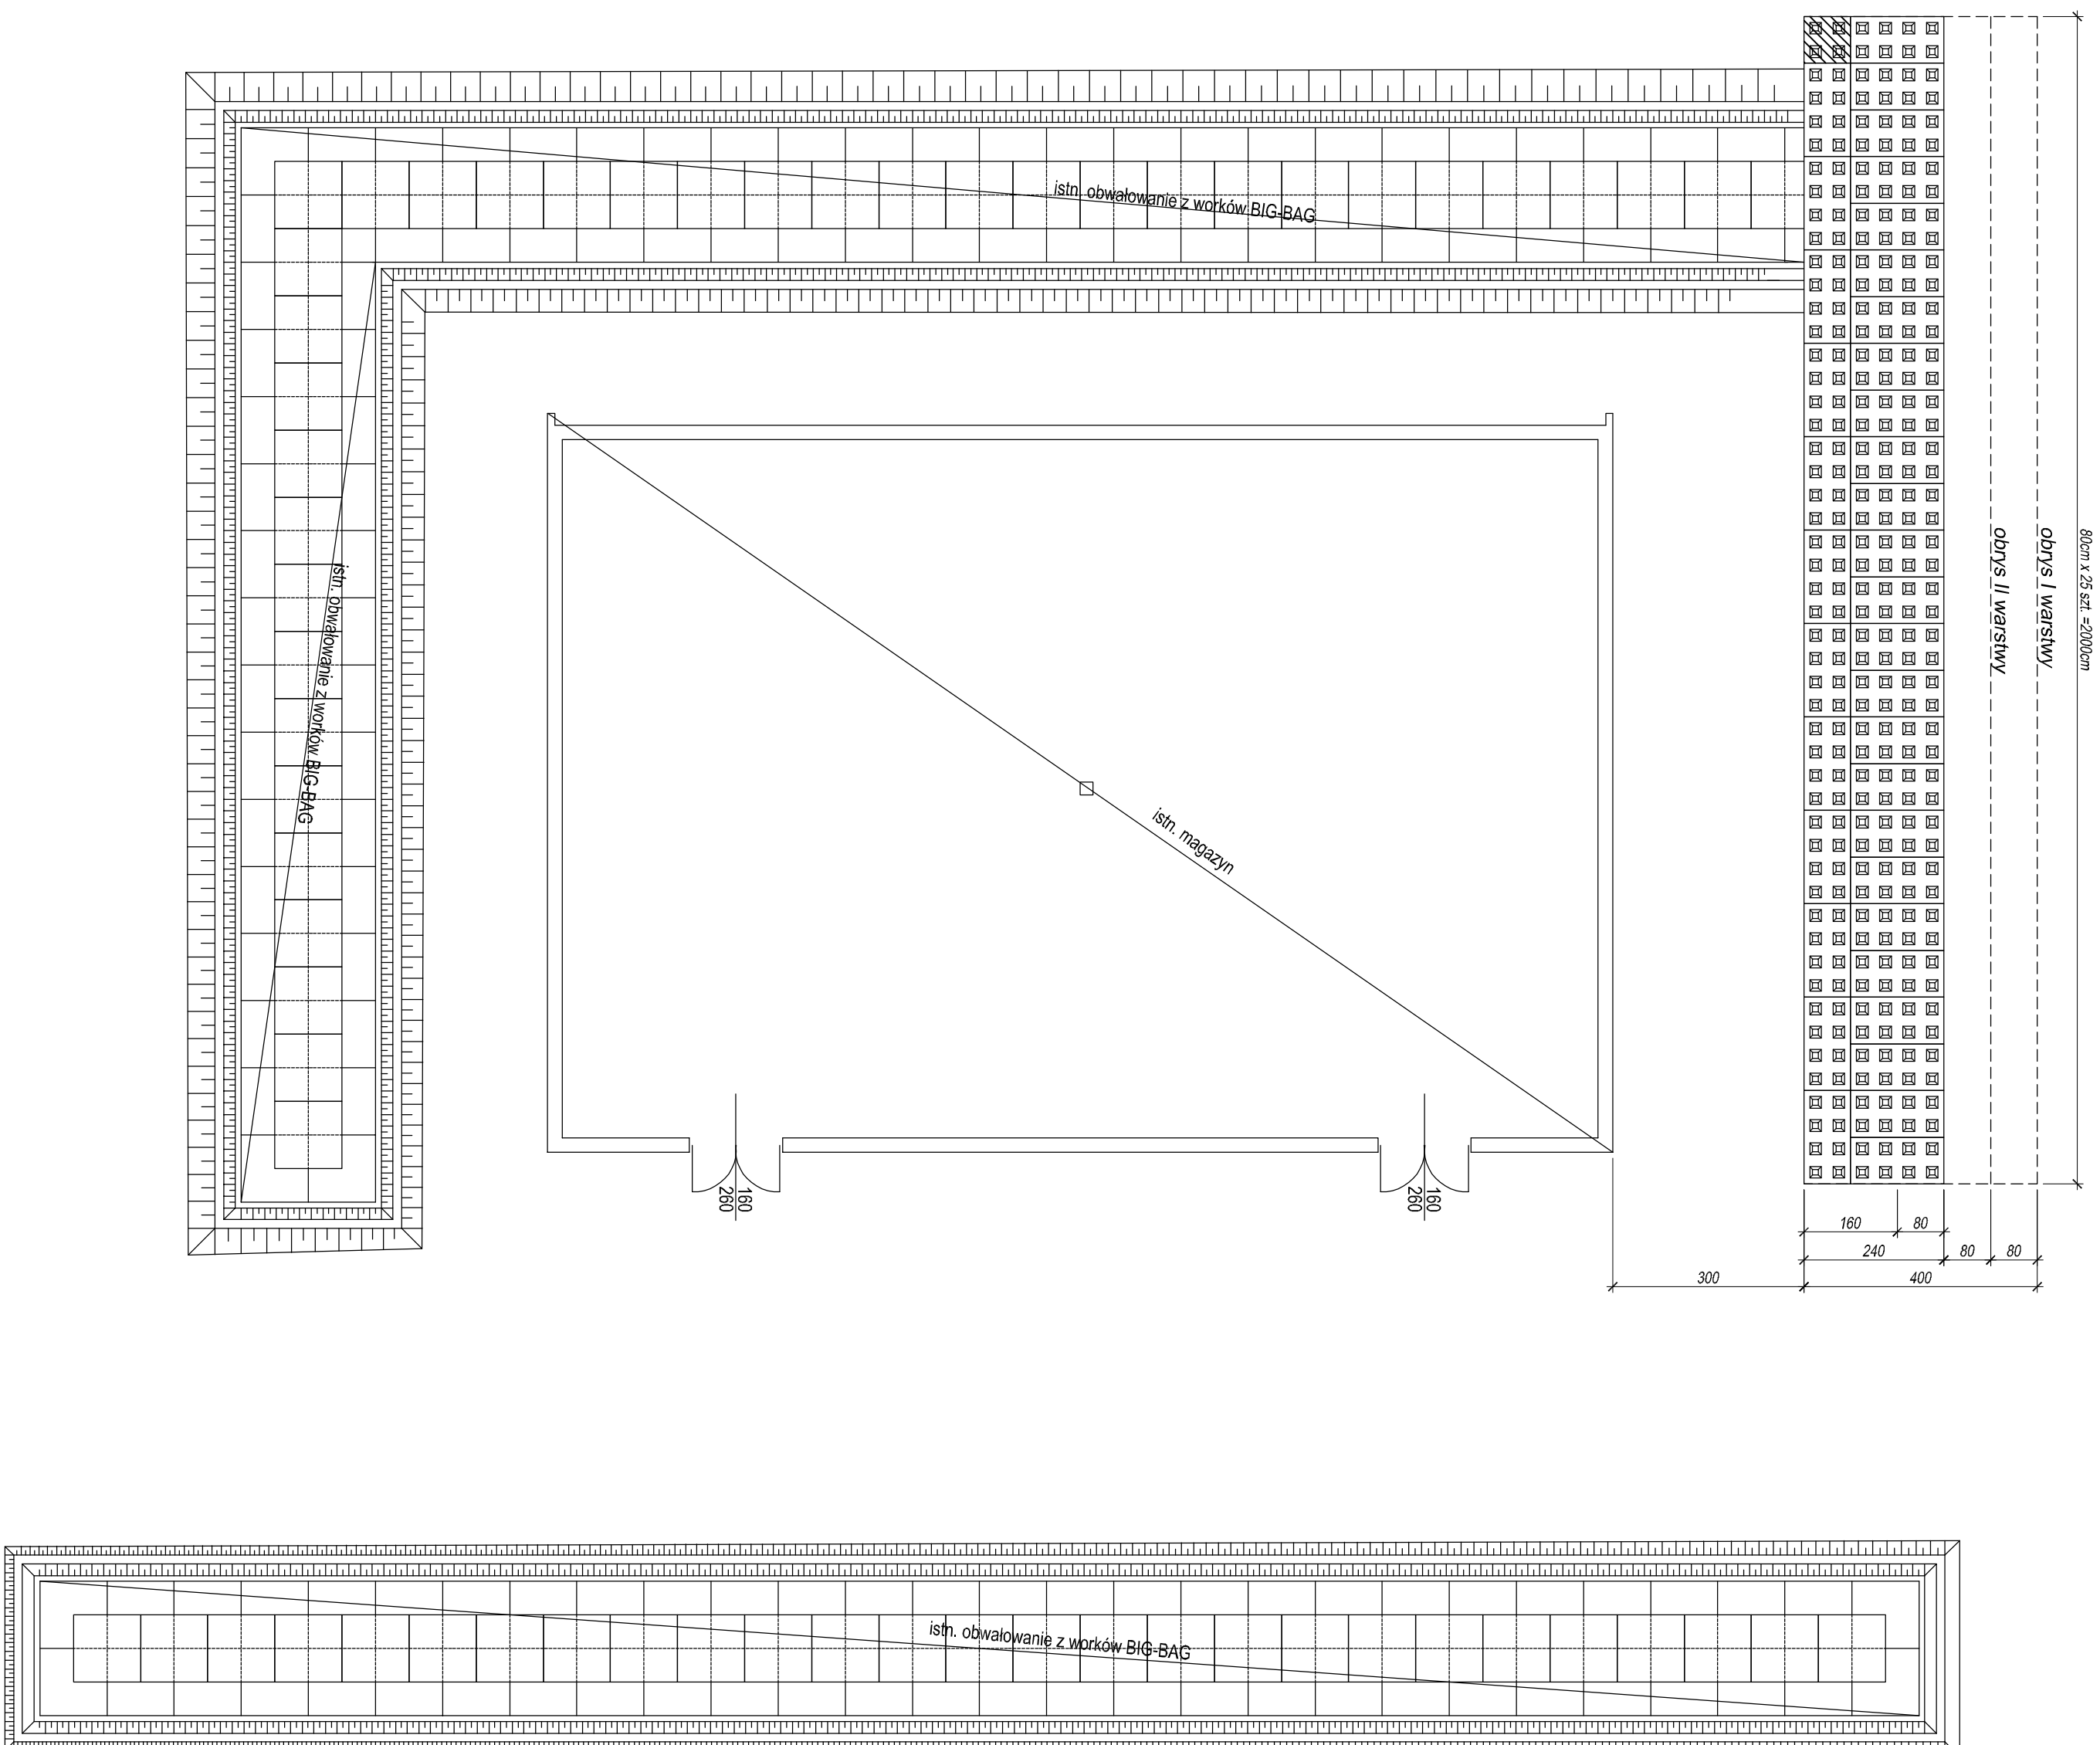 istn. obwałowanie z worków BIG-BAG
istn. obwałowanie z worków BIG-BAG
istn. magazyn
obrys II warstwy
obrys I warstwy
80cm x 25 szt. =2000cm
160
260
160
260
160
80
240
80
80
300
400
istn. obwałowanie z worków BIG-BAG